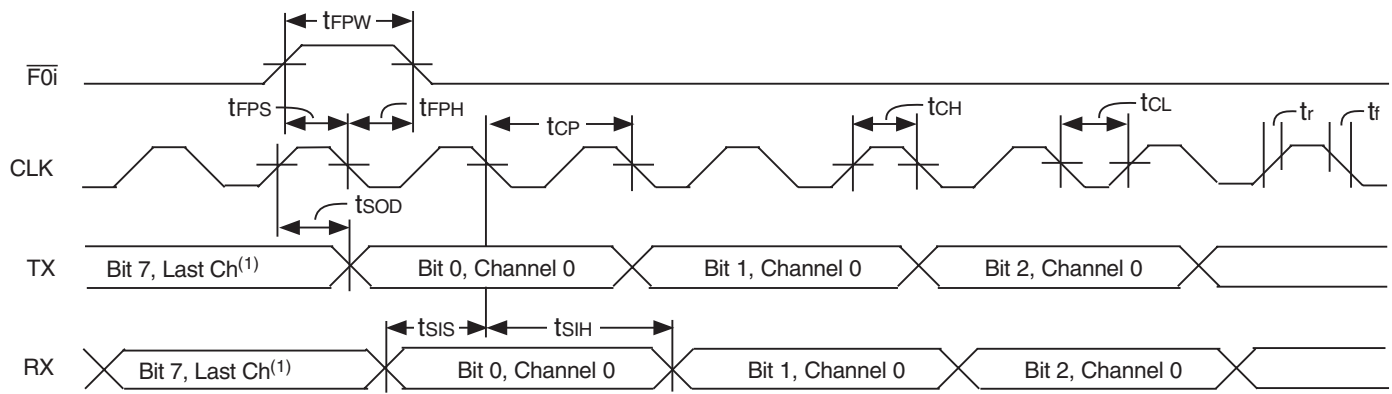 tFPW
F0i
tFPS
tFPH
tCP
tCH
tCL
tr
tf
CLK
tSOD
TX
Bit 7, Last Ch(1)
Bit 0, Channel 0
Bit 1, Channel 0
Bit 2, Channel 0
tSIS
tSIH
RX
Bit 7, Last Ch(1)
Bit 0, Channel 0
Bit 1, Channel 0
Bit 2, Channel 0